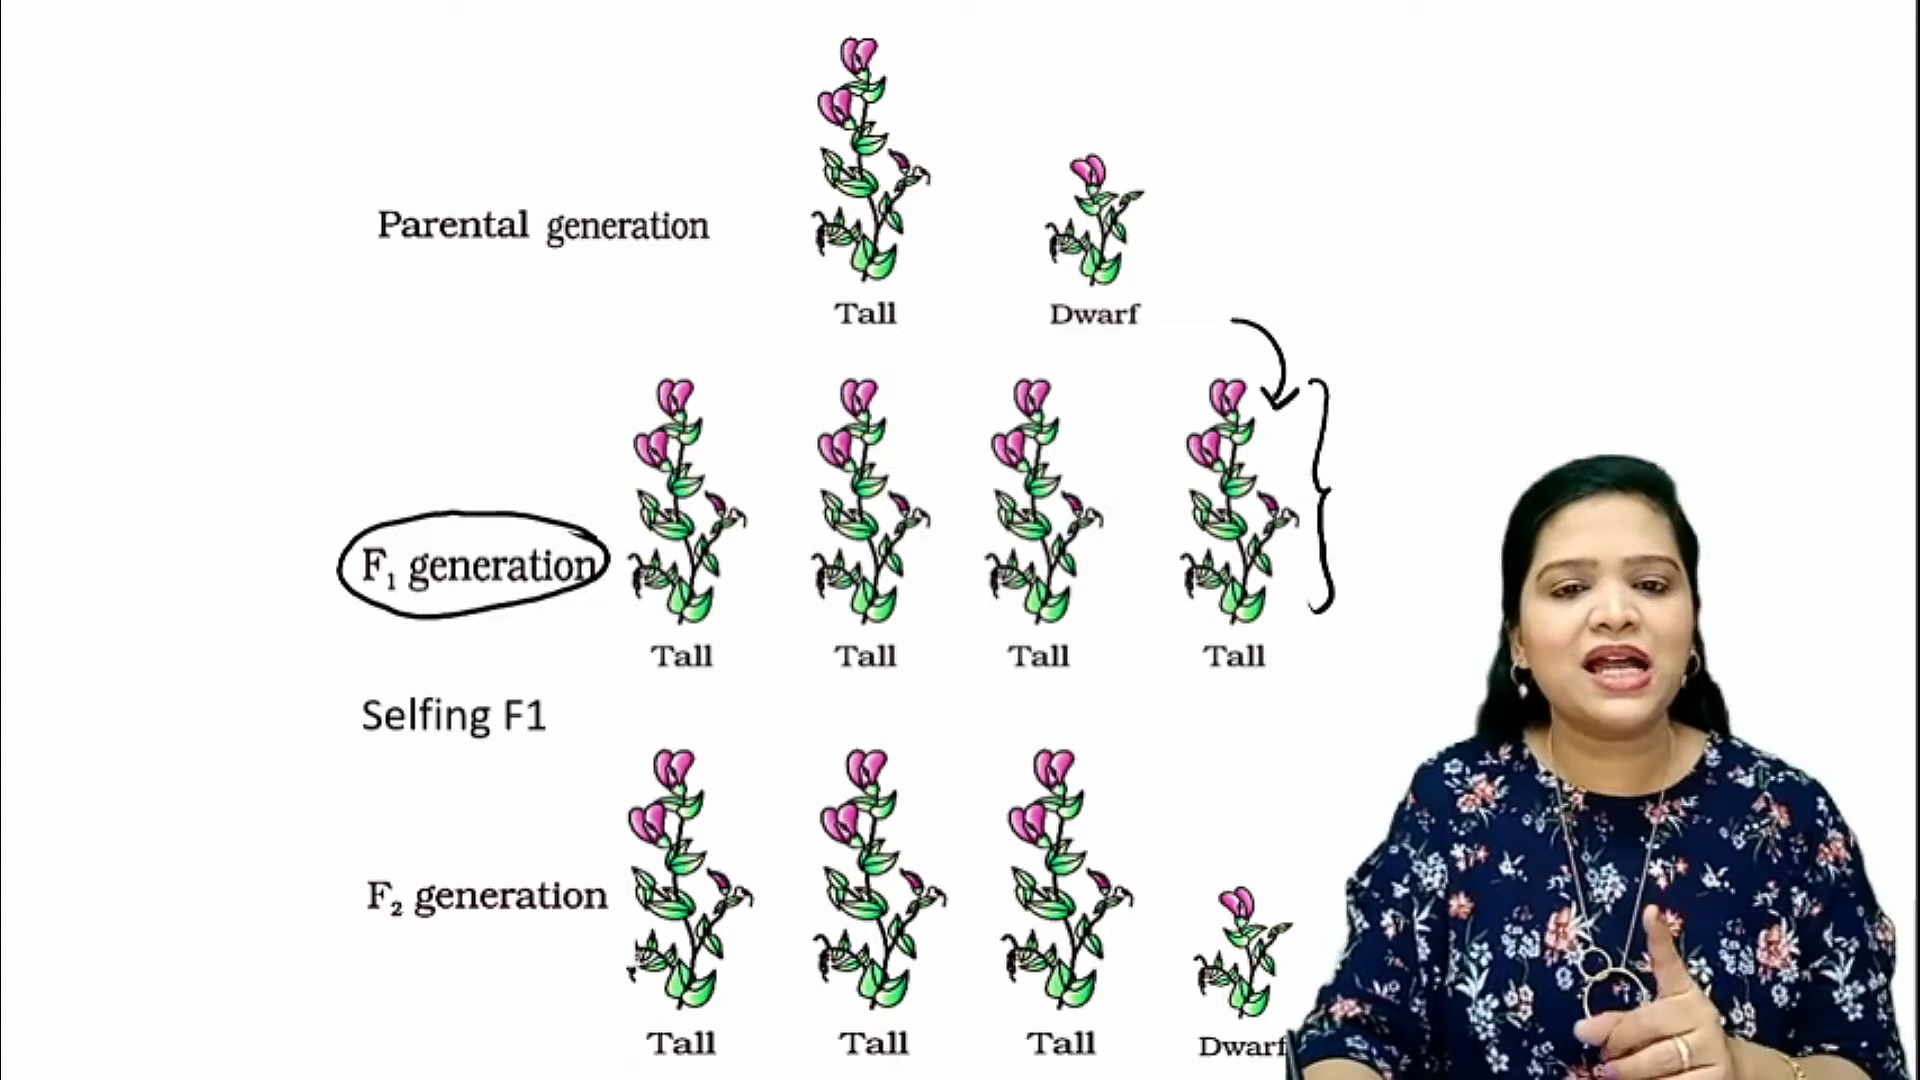 Parental generation
Tall
Dwarf
F₁ generation
Tall
Tall
Tall
Tall
Selfing F1
F₂ generation
Tall
Tall
Tall
Dwarf